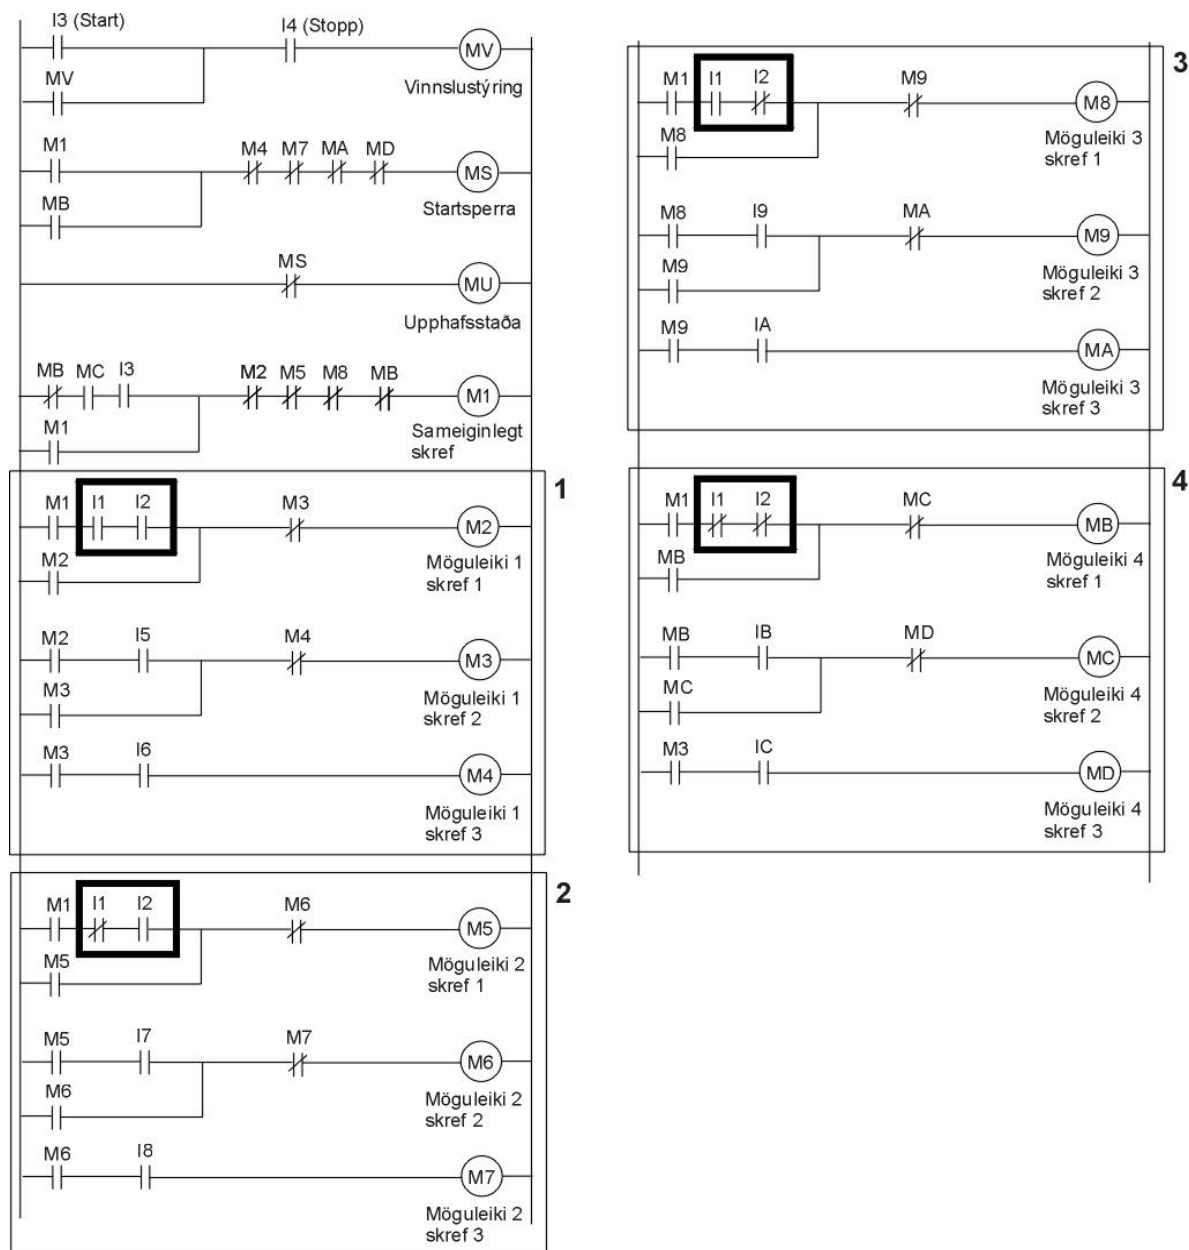 I3 (Start) I4 (Stopp) MV
MV Vinnslustýring
M1 M4 M7 MA MD MS
MB Startsperra
MS MU
Upphafsstaða
MB MC I3 M2 M5 M8 MB M1
M1 Sameiginlegt
skref
1
M1 I1 I2 M3 M2
M2 Möguleiki 1
skref 1
M2 I5 M4 M3
M3 Möguleiki 1
skref 2
M3 I6 M4
Möguleiki 1
skref 3
2
M1 I1 I2 M6 M5
M5 Möguleiki 2
skref 1
M5 I7 M7 M6
M6 Möguleiki 2
skref 2
M6 I8 M7
Möguleiki 2
skref 3
3
M1 I1 I2 M9 M8
M8 Möguleiki 3
skref 1
M8 I9 MA M9
M9 Möguleiki 3
skref 2
M9 IA MA
Möguleiki 3
skref 3
4
M1 I1 I2 MC MB
MB Möguleiki 4
skref 1
MB IB MD MC
MC Möguleiki 4
skref 2
M3 IC MD
Möguleiki 4
skref 3